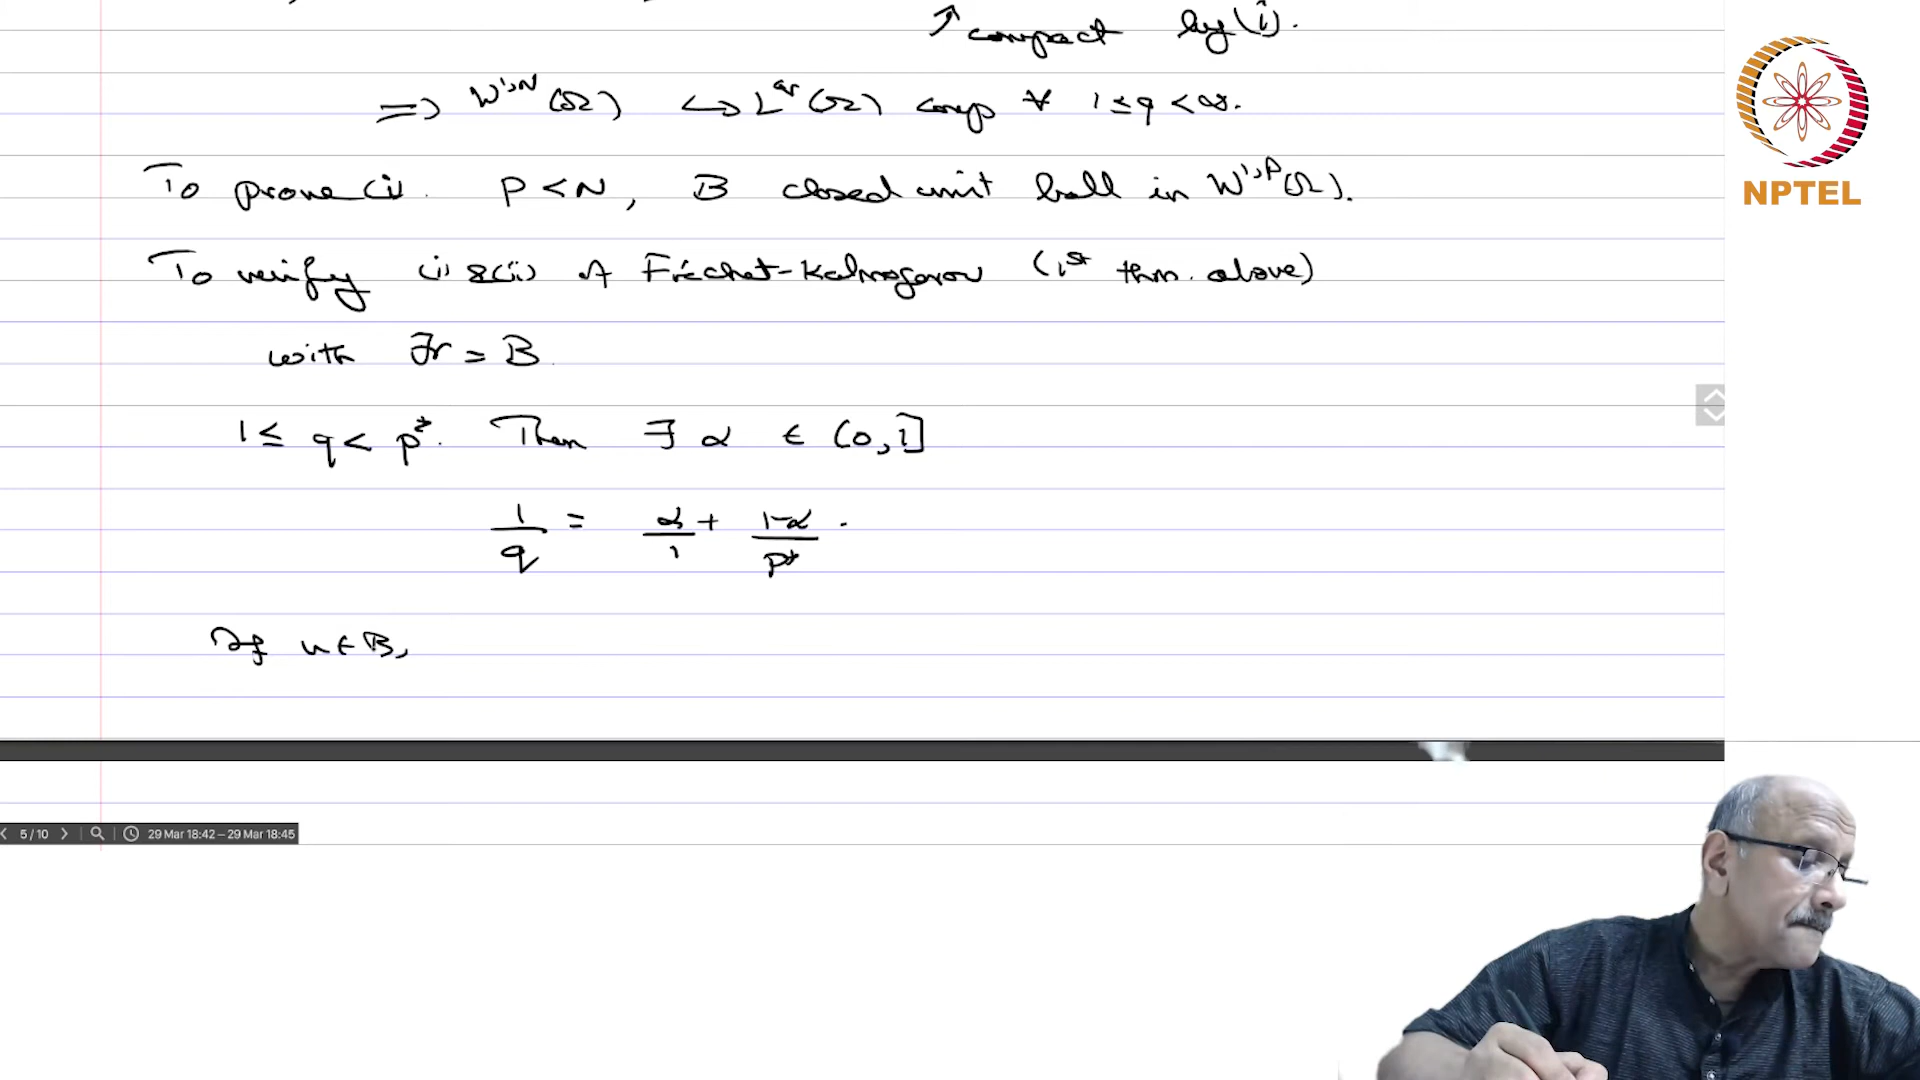 ↗ compact by (i).
⇒ W^{1,N}(Ω) ↪ L^q(Ω) comp ∀ 1 ≤ q < ∞.
To prove (i). P < N, B closed unit ball in W^{1,p}(Ω).
To verify (i) & (ii) of Fréchet-Kolmogorov (1st thm. above)
with ℱ = B.
1 ≤ q < p*. Then ∃ α ∈ (0,1]
1/q = α/1 + (1-α)/p*.
If u ∈ B,
NPTEL
5/10
29 Mar 18:42 – 29 Mar 18:45